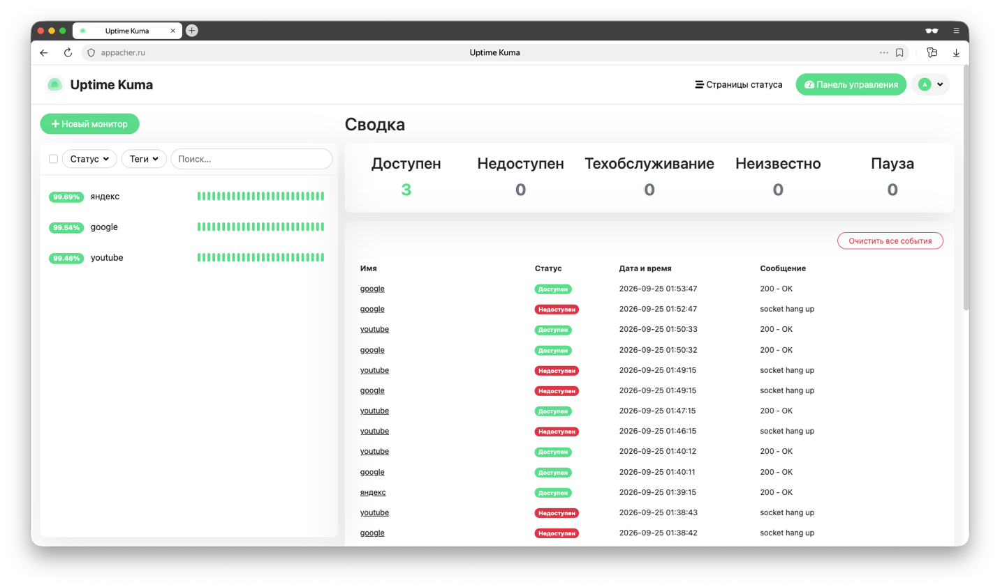 Uptime Kuma
appacher.ru
Uptime Kuma
Uptime Kuma
Страницы статуса
Панель управления
A
Новый монитор
Статус
Теги
Поиск...
99.69% яндекс
99.54% google
99.46% youtube
Сводка
Доступен Недоступен Техобслуживание Неизвестно Пауза
3 0 0 0 0
Очистить все события
Имя Статус Дата и время Сообщение
google Доступен 2026-09-25 01:53:47 200 - OK
google Недоступен 2026-09-25 01:52:47 socket hang up
youtube Доступен 2026-09-25 01:50:33 200 - OK
google Доступен 2026-09-25 01:50:32 200 - OK
youtube Недоступен 2026-09-25 01:49:15 socket hang up
google Недоступен 2026-09-25 01:49:15 socket hang up
youtube Доступен 2026-09-25 01:47:15 200 - OK
youtube Недоступен 2026-09-25 01:46:15 socket hang up
youtube Доступен 2026-09-25 01:40:12 200 - OK
google Доступен 2026-09-25 01:40:11 200 - OK
яндекс Доступен 2026-09-25 01:39:15 200 - OK
youtube Недоступен 2026-09-25 01:38:43 socket hang up
google Недоступен 2026-09-25 01:38:42 socket hang up